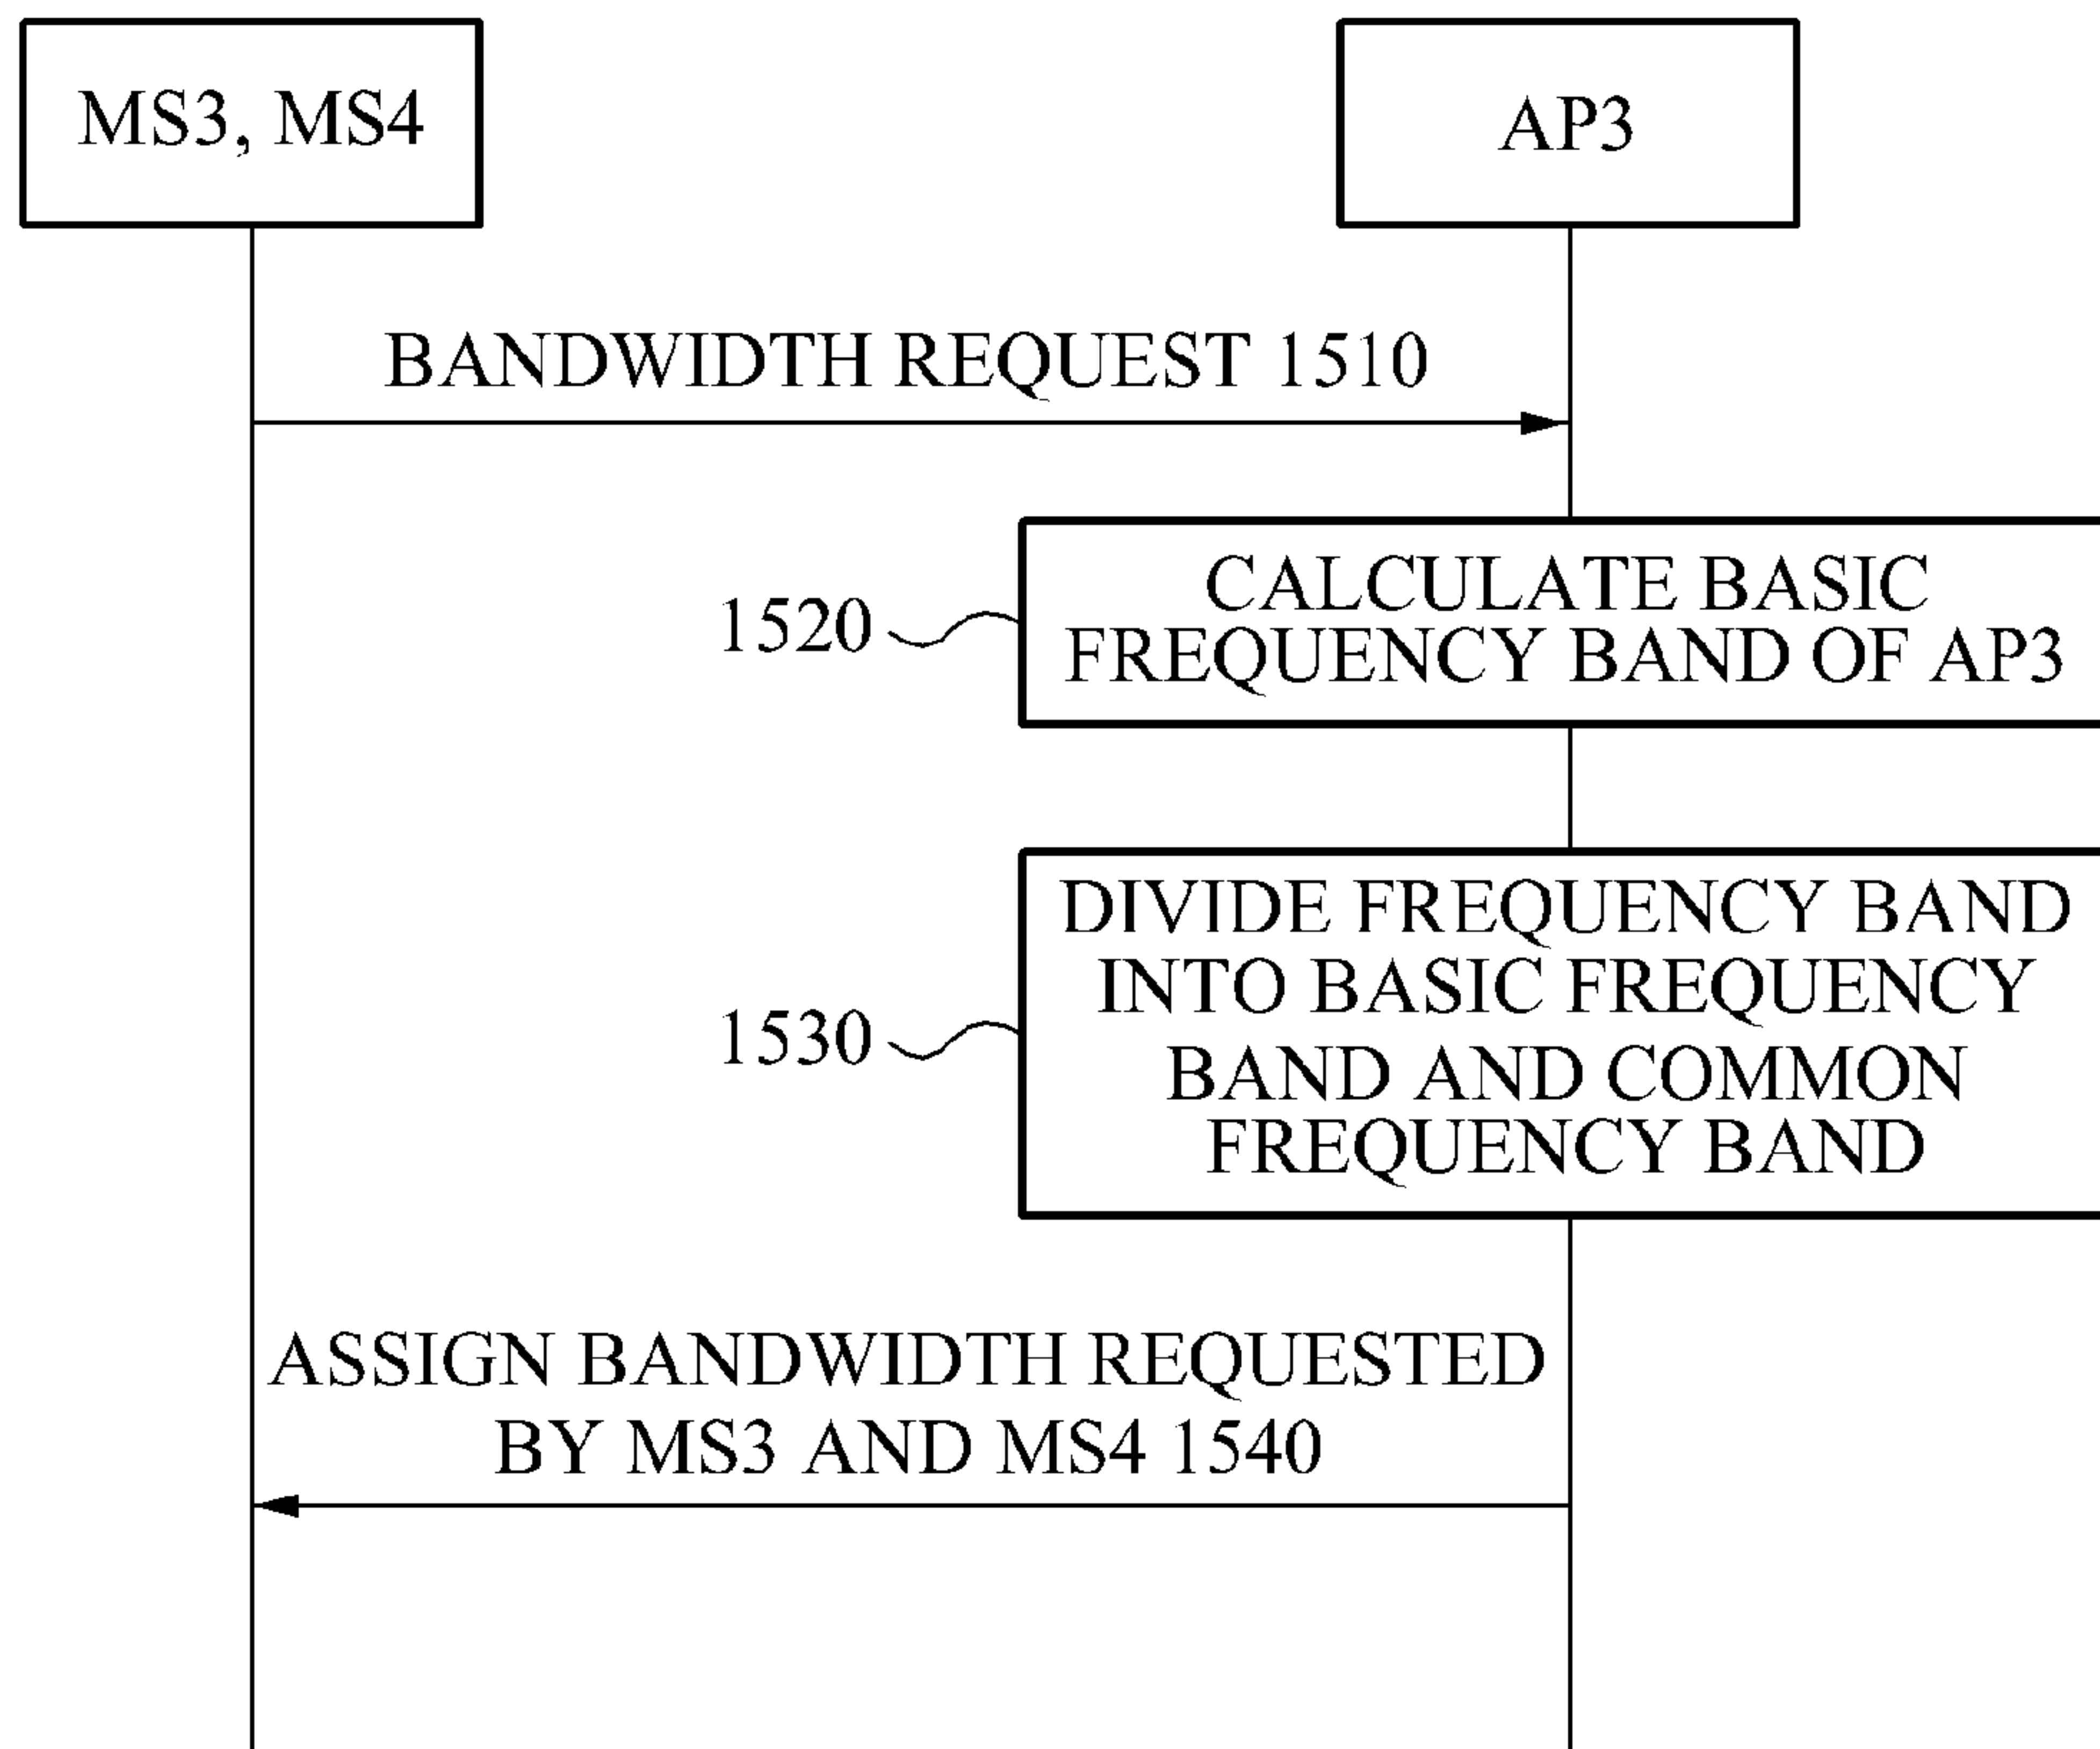 MS3, MS4
AP3
BANDWIDTH REQUEST 1510
1520
CALCULATE BASIC
FREQUENCY BAND OF AP3
1530
DIVIDE FREQUENCY BAND
INTO BASIC FREQUENCY
BAND AND COMMON
FREQUENCY BAND
ASSIGN BANDWIDTH REQUESTED
BY MS3 AND MS4 1540